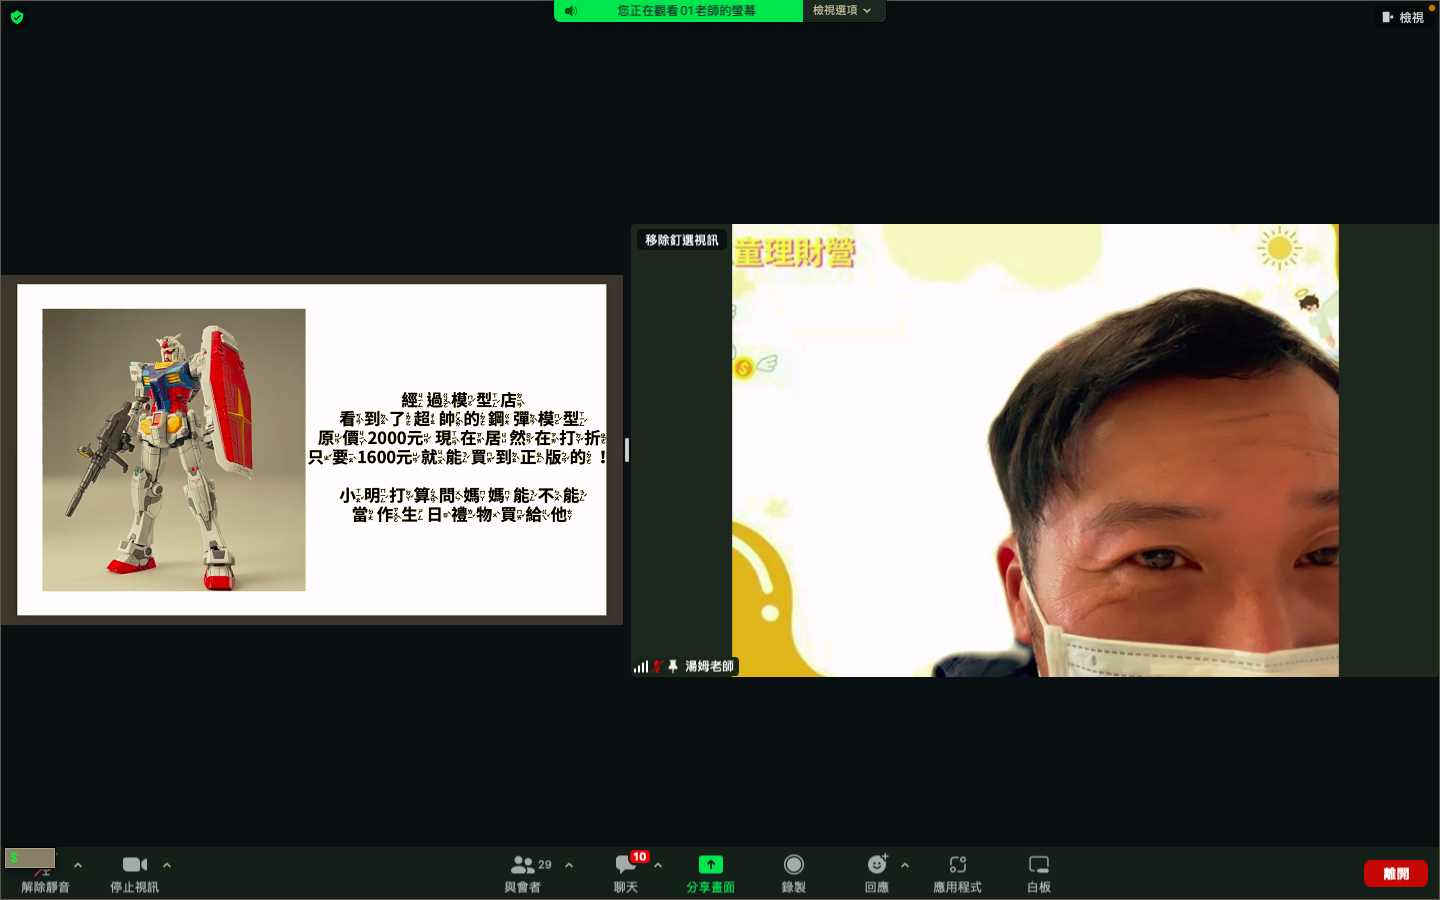 您正在觀看01老師的螢幕
檢視選項
檢視
移除釘選視訊
童理財營
經過模型店
看到了超帥的鋼彈模型
原價2000元 現在居然在打折
只要1600元就能買到正版的！
小明打算問媽媽能不能
當作生日禮物買給他
湯姆老師
$
解除靜音
停止視訊
29
與會者
10
聊天
分享畫面
錄製
回應
應用程式
白板
離開